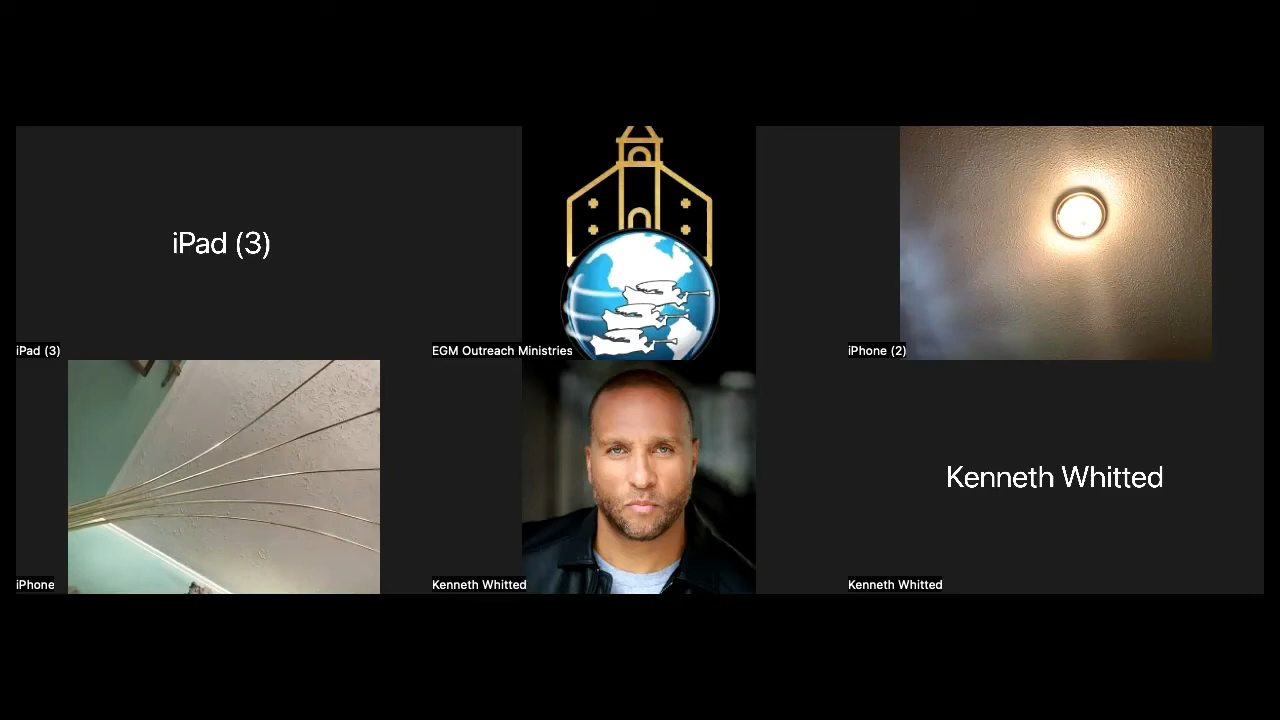 iPad (3)
iPad (3)
EGM Outreach Ministries
iPhone (2)
Kenneth Whitted
iPhone
Kenneth Whitted
Kenneth Whitted